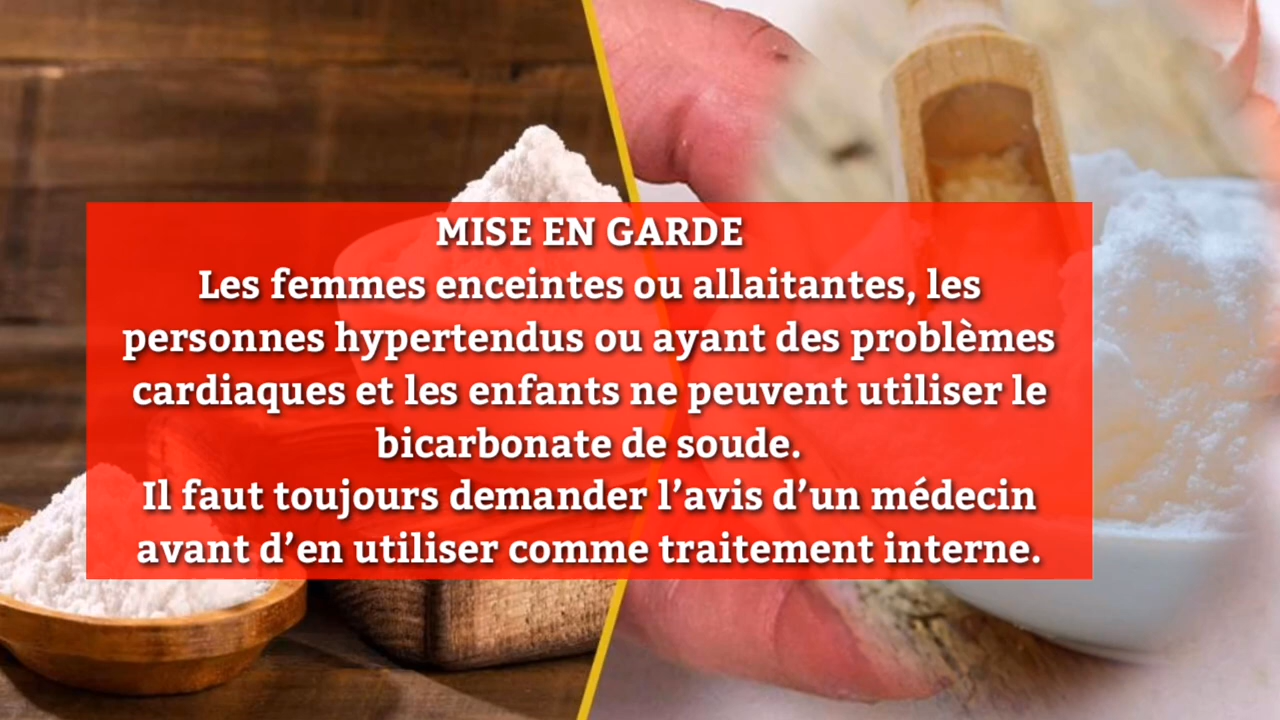 MISE EN GARDE
Les femmes enceintes ou allaitantes, les
personnes hypertendus ou ayant des problèmes
cardiaques et les enfants ne peuvent utiliser le
bicarbonate de soude.
Il faut toujours demander l’avis d’un médecin
avant d’en utiliser comme traitement interne.